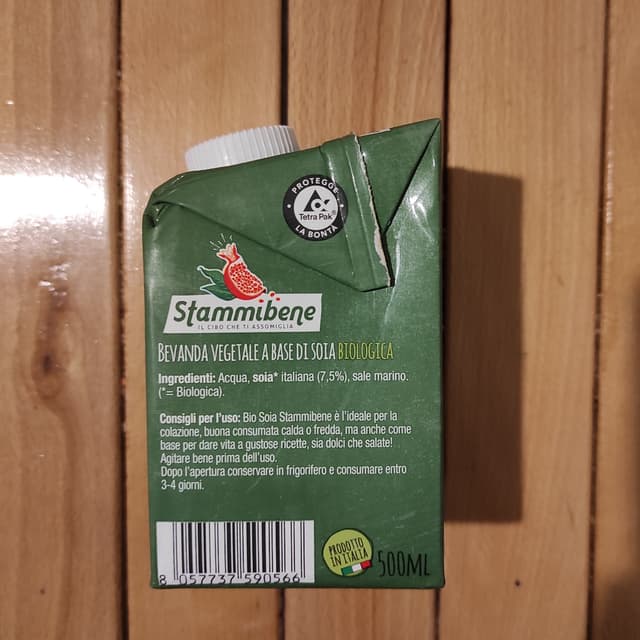 PROTEGGE
Tetra Pak®
LA BONTÀ
Stammibene
IL CIBO CHE TI ASSOMIGLIA
BEVANDA VEGETALE A BASE DI SOIA BIOLOGICA
Ingredienti: Acqua, soia* italiana (7,5%), sale marino.
(*= Biologica).
Consigli per l'uso: Bio Soia Stammibene è l'ideale per la
colazione, buona consumata calda o fredda, ma anche come
base per dare vita a gustose ricette, sia dolci che salate!
Agitare bene prima dell'uso.
Dopo l'apertura conservare in frigorifero e consumare entro
3-4 giorni.
8 057737 590566
PRODOTTO
IN ITALIA
500ML